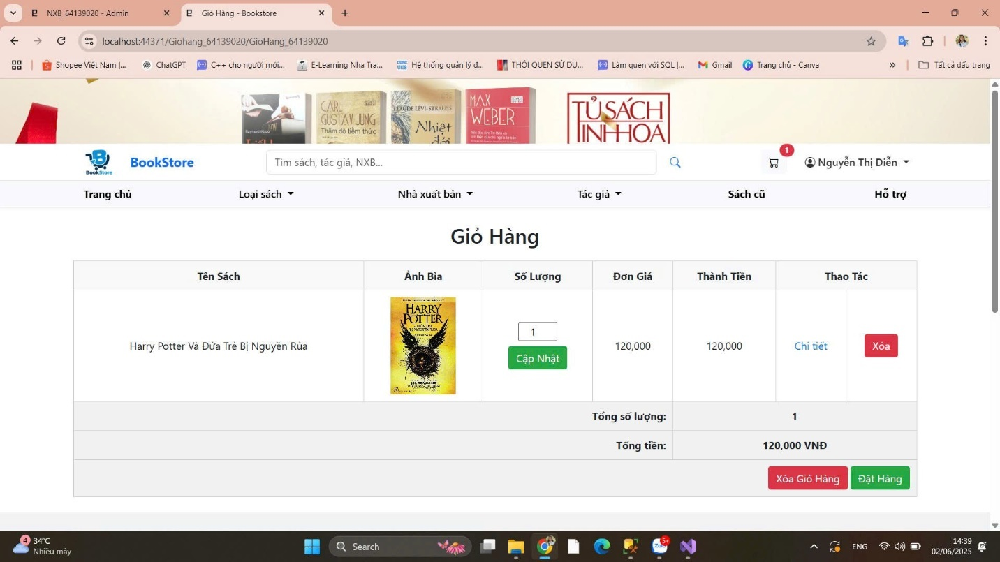 NXB_64139020 - Admin
Giỏ Hàng - Bookstore
localhost:44371/Giohang_64139020/GioHang_64139020
Shopee Việt Nam |...
ChatGPT
C++ cho người mới...
E-Learning Nha Tra...
Hệ thống quản lý đ...
THÓI QUEN SỬ DỤ...
Làm quen với SQL |...
Gmail
Trang chủ - Canva
Tất cả dấu trang
CARL
GUSTAV JUNG
Thăm dò tiềm thức
CLAUDE LÉVI-STRAUSS
Nhiệt
đới
MAX
WEBER
TỦ SÁCH
TINH HOA
BookStore
BookStore
Tìm sách, tác giả, NXB...
1
Nguyễn Thị Diễn
Trang chủ
Loại sách
Nhà xuất bản
Tác giả
Sách cũ
Hỗ trợ
Giỏ Hàng
Tên Sách
Ảnh Bìa
Số Lượng
Đơn Giá
Thành Tiền
Thao Tác
Harry Potter Và Đứa Trẻ Bị Nguyền Rủa
HARRY
POTTER
J.K.ROWLING
1
Cập Nhật
120,000
120,000
Chi tiết
Xóa
Tổng số lượng:
1
Tổng tiền:
120,000 VNĐ
Xóa Giỏ Hàng
Đặt Hàng
4
34°C
Nhiều mây
Search
Zalo
5+
ENG
14:39
02/06/2025